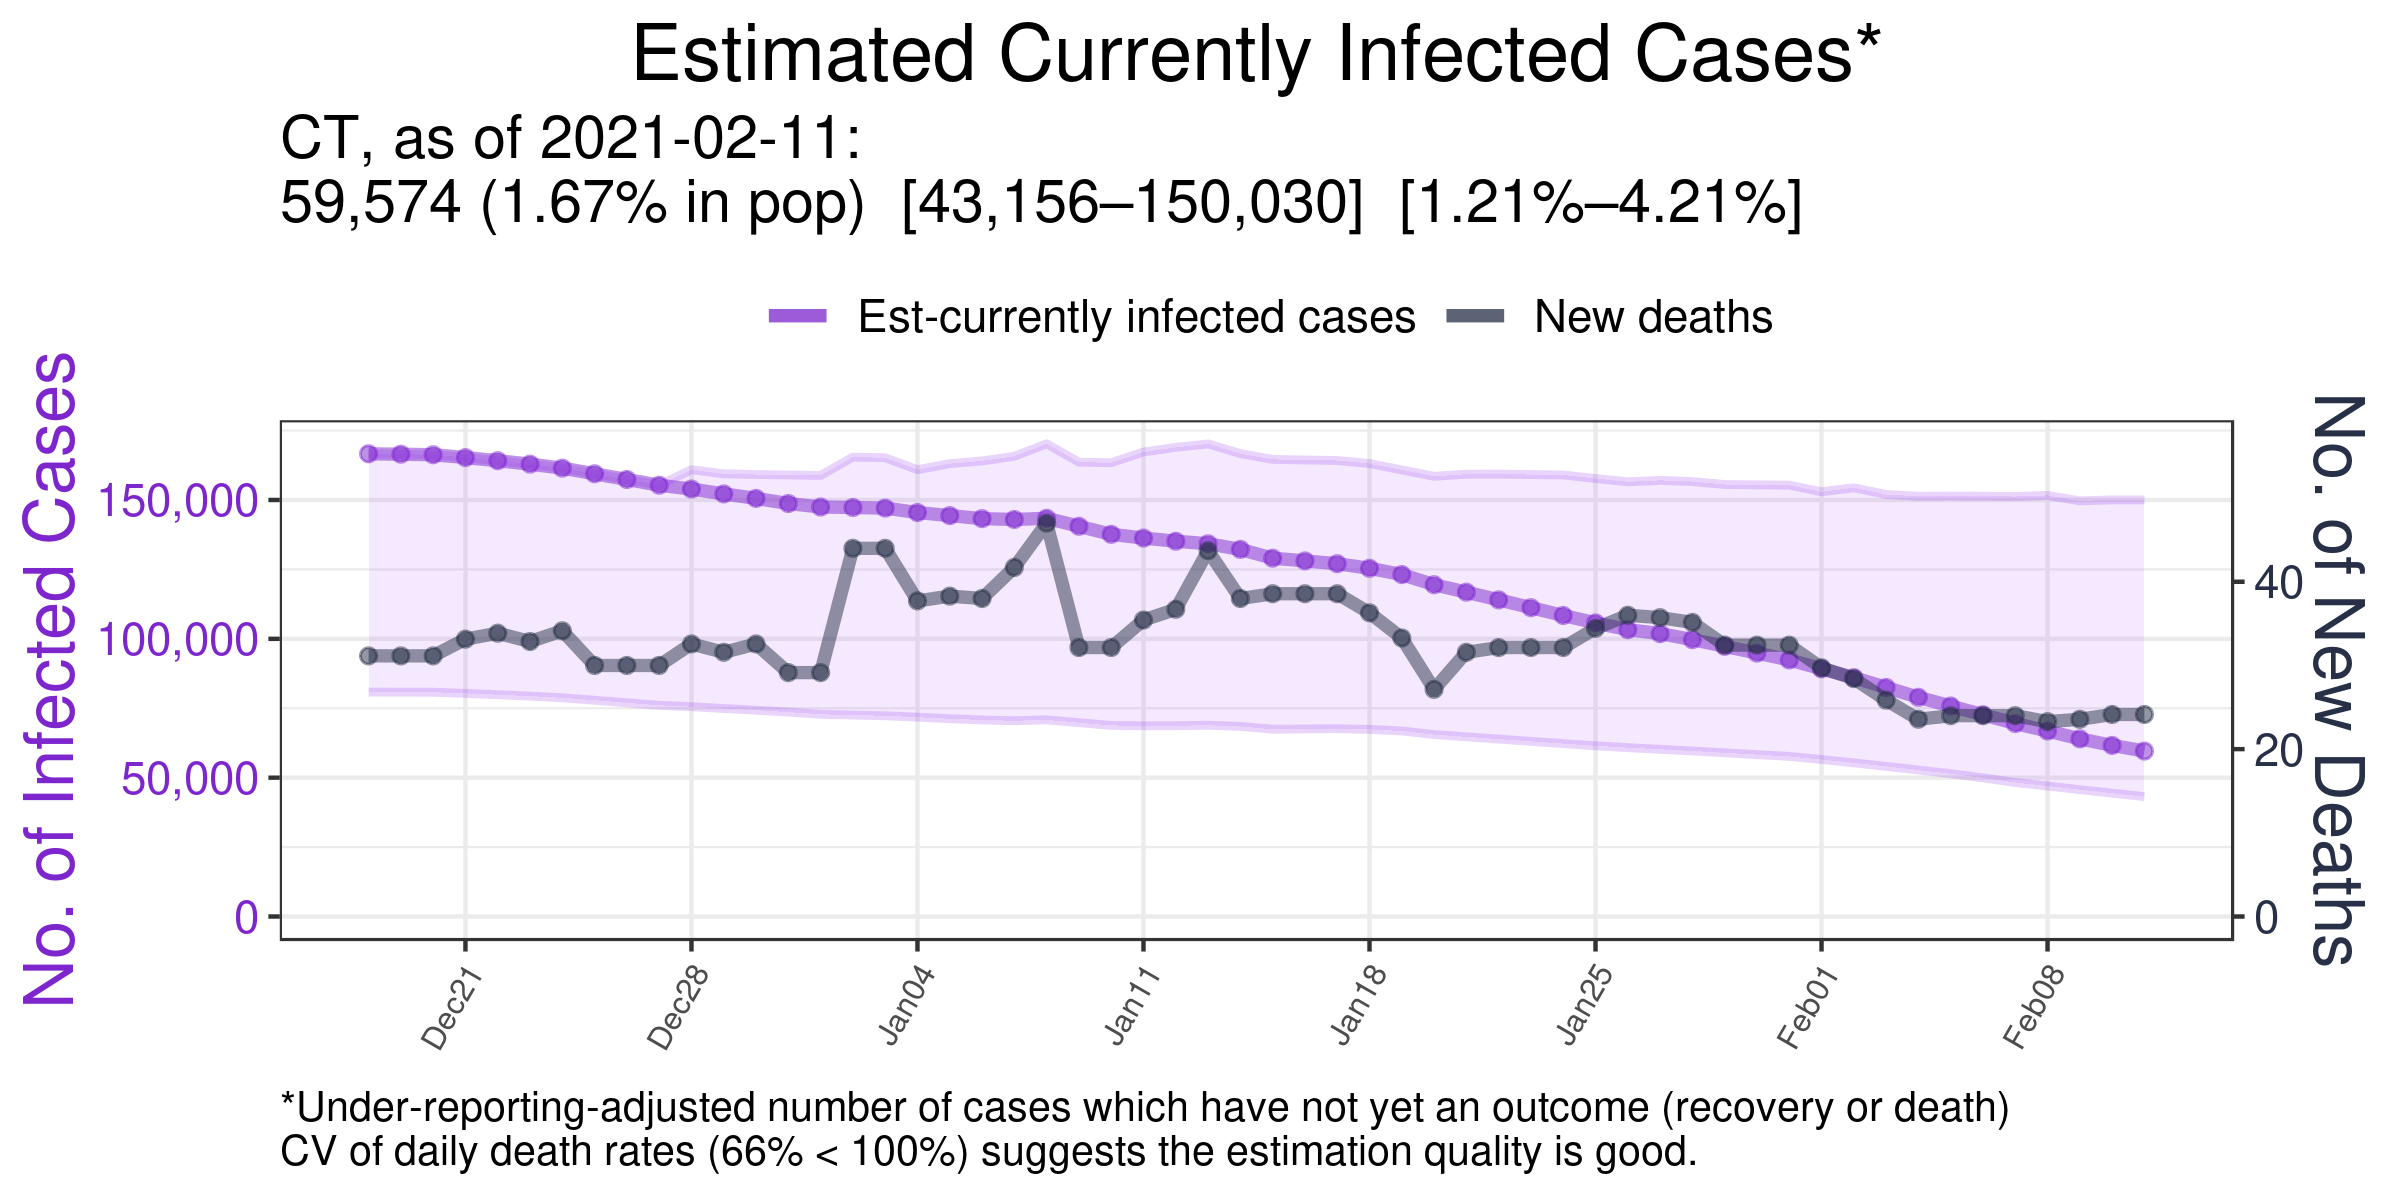 Estimated Currently Infected Cases*
CT, as of 2021-02-11:
59,574 (1.67% in pop)  [43,156–150,030]  [1.21%–4.21%]
Est-currently infected cases
New deaths
No. of Infected Cases
150,000
100,000
50,000
0
No. of New Deaths
40
20
0
Dec21
Dec28
Jan04
Jan11
Jan18
Jan25
Feb01
Feb08
*Under-reporting-adjusted number of cases which have not yet an outcome (recovery or death)
CV of daily death rates (66% < 100%) suggests the estimation quality is good.